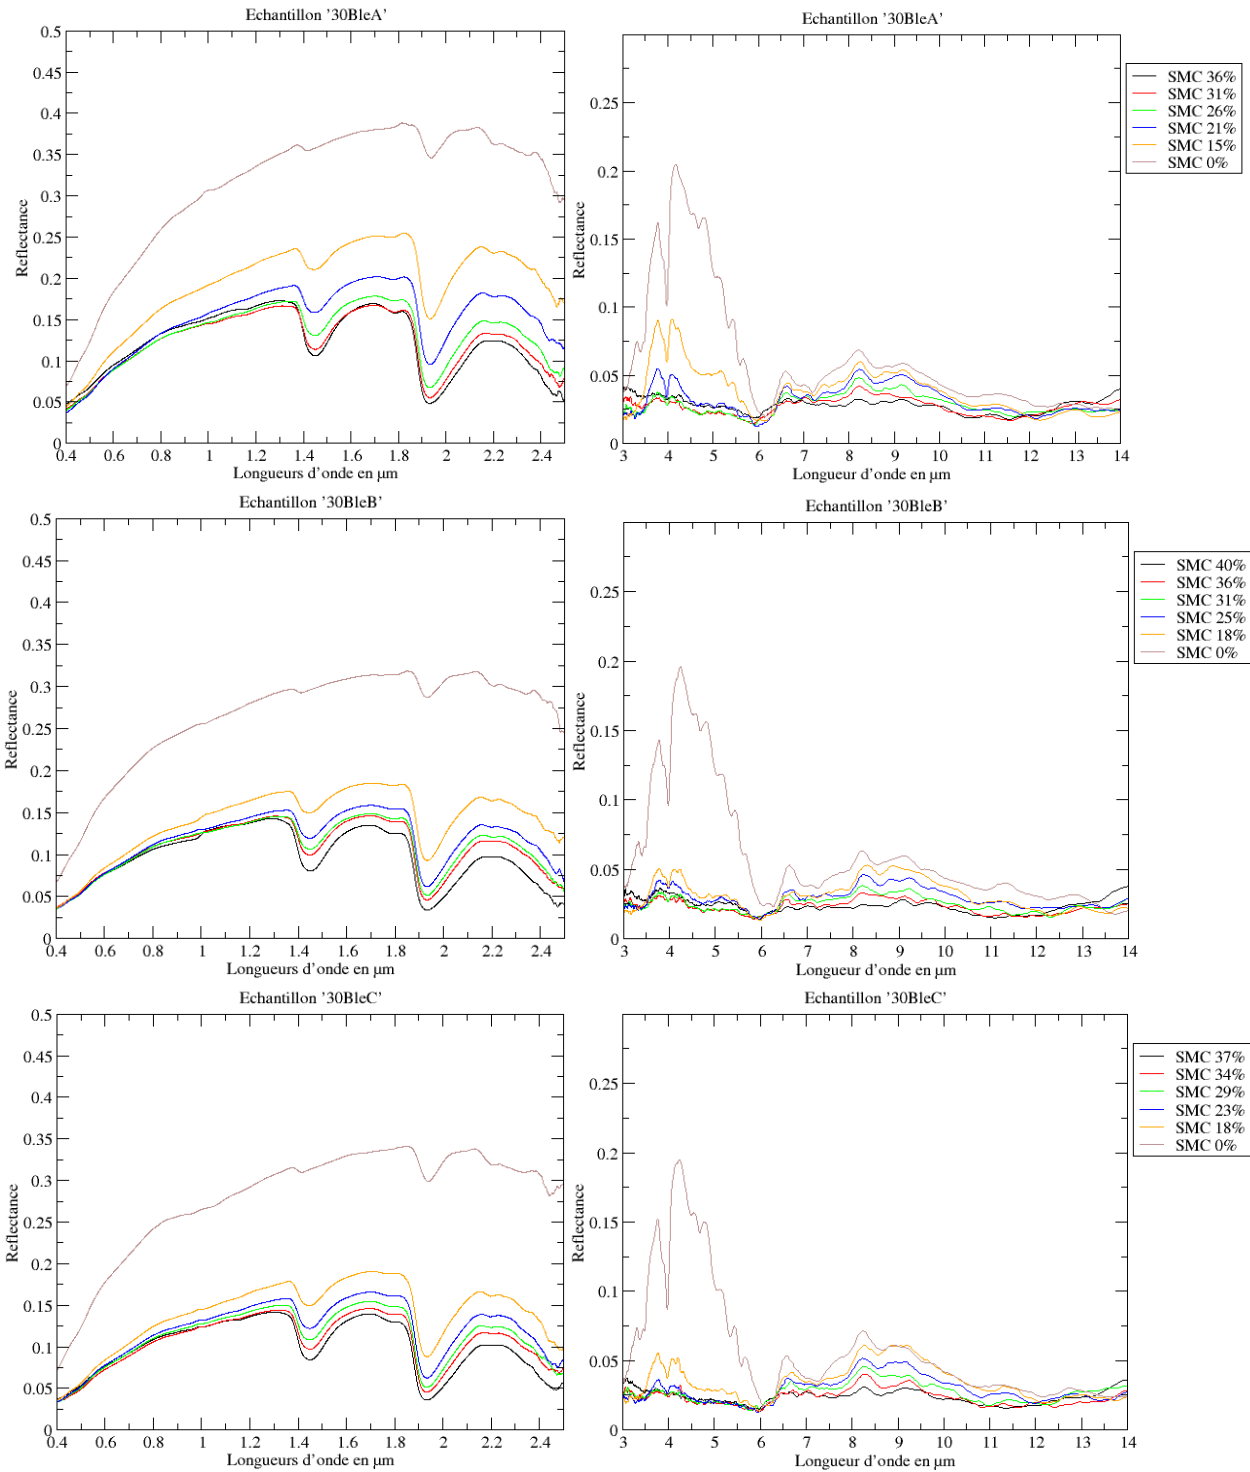 Echantillon '30BleA'
0.5
0.45
0.4
0.35
0.3
0.25
0.2
0.15
0.1
0.05
0
Reflectance
0.4 0.6 0.8 1 1.2 1.4 1.6 1.8 2 2.2 2.4
Longueurs d'onde en µm
Echantillon '30BleA'
0.25
0.2
0.15
0.1
0.05
0
Reflectance
3 4 5 6 7 8 9 10 11 12 13 14
Longueur d'onde en µm
SMC 36%
SMC 31%
SMC 26%
SMC 21%
SMC 15%
SMC 0%
Echantillon '30BleB'
0.5
0.45
0.4
0.35
0.3
0.25
0.2
0.15
0.1
0.05
0
Reflectance
0.4 0.6 0.8 1 1.2 1.4 1.6 1.8 2 2.2 2.4
Longueurs d'onde en µm
Echantillon '30BleB'
0.25
0.2
0.15
0.1
0.05
0
Reflectance
3 4 5 6 7 8 9 10 11 12 13 14
Longueur d'onde en µm
SMC 40%
SMC 36%
SMC 31%
SMC 25%
SMC 18%
SMC 0%
Echantillon '30BleC'
0.5
0.45
0.4
0.35
0.3
0.25
0.2
0.15
0.1
0.05
0
Reflectance
0.4 0.6 0.8 1 1.2 1.4 1.6 1.8 2 2.2 2.4
Longueurs d'onde en µm
Echantillon '30BleC'
0.25
0.2
0.15
0.1
0.05
0
Reflectance
3 4 5 6 7 8 9 10 11 12 13 14
Longueur d'onde en µm
SMC 37%
SMC 34%
SMC 29%
SMC 23%
SMC 18%
SMC 0%